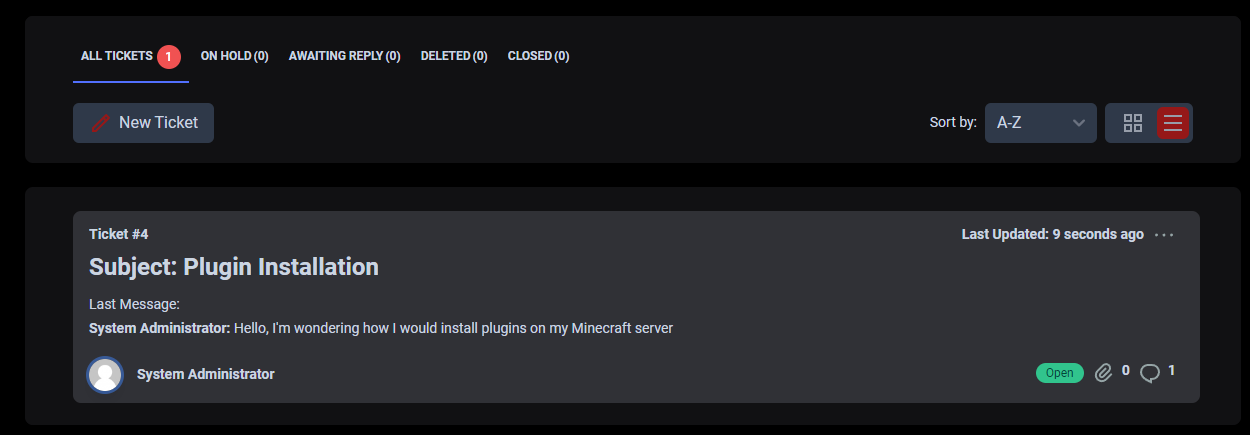 ALL TICKETS 1 ON HOLD (0) AWAITING REPLY (0) DELETED (0) CLOSED (0)
New Ticket Sort by: A-Z
Ticket #4 Last Updated: 9 seconds ago ···
Subject: Plugin Installation
Last Message:
System Administrator: Hello, I'm wondering how I would install plugins on my Minecraft server
System Administrator Open 0 1